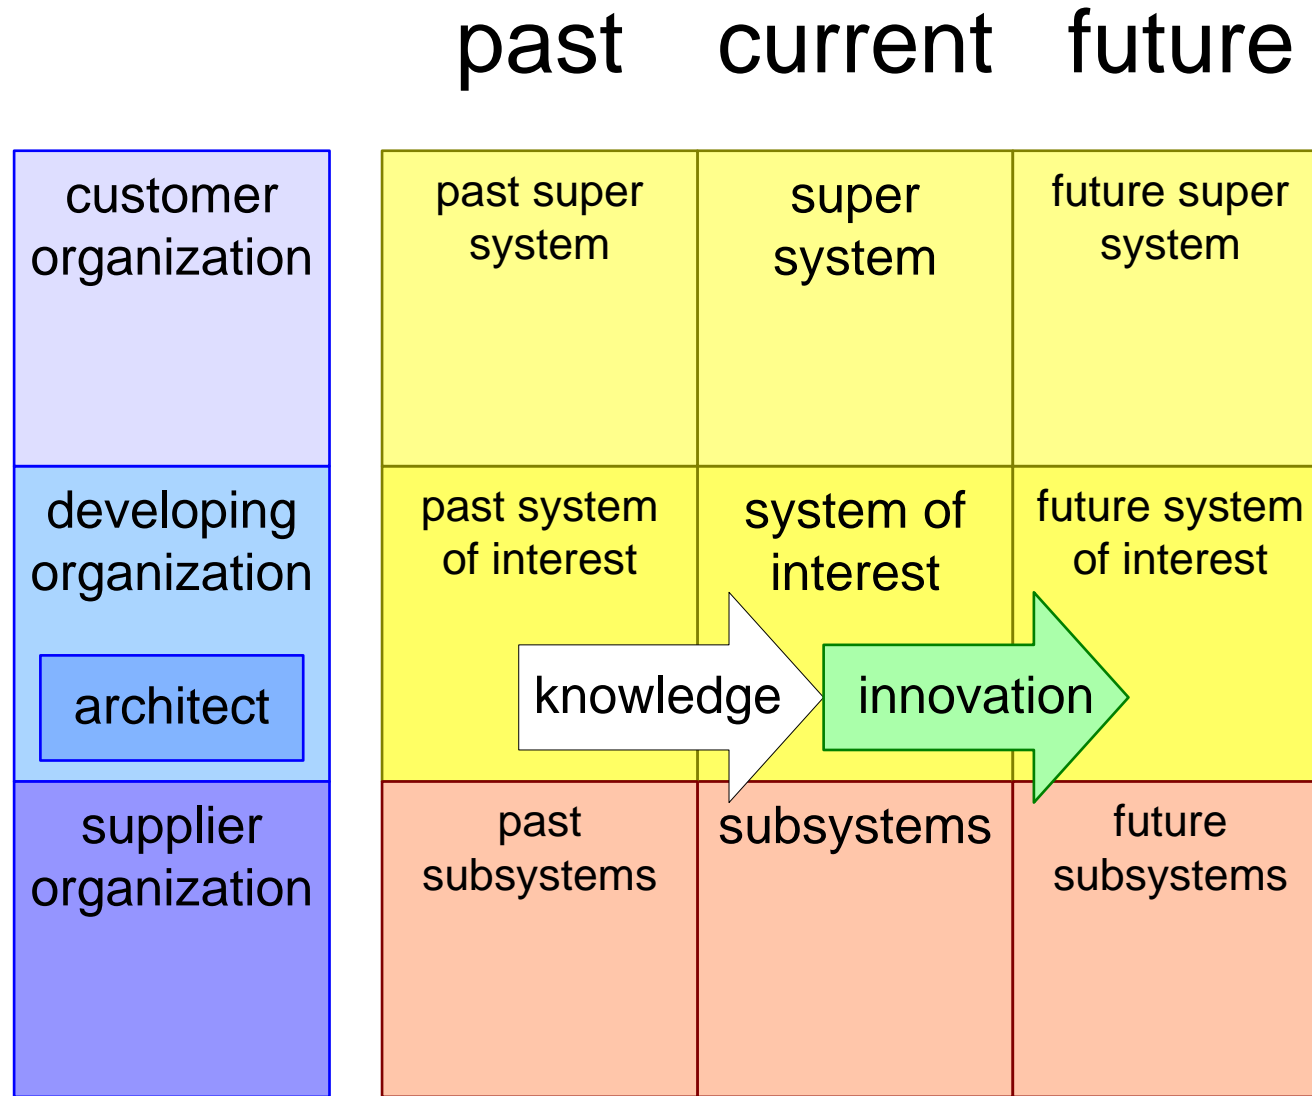 past current future
customer
organization
past super
system
super
system
future super
system
developing
organization
architect
past system
of interest
system of
interest
future system
of interest
knowledge
innovation
supplier
organization
past
subsystems
subsystems
future
subsystems